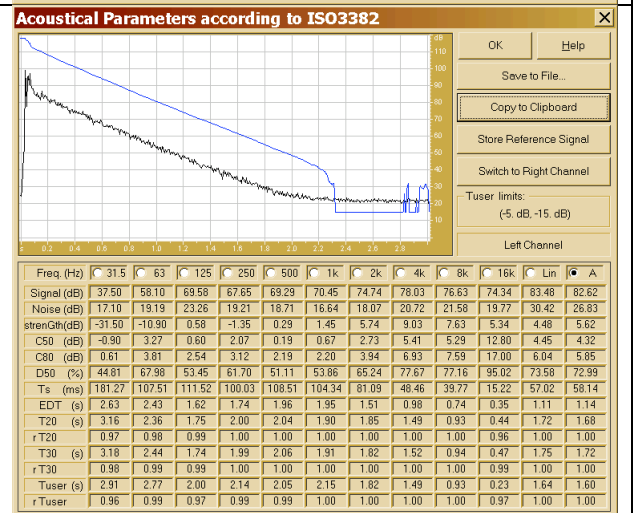 Acoustical Parameters according to ISO3382
dB
110
100
90
80
70
60
50
40
30
20
10
s 0.2 0.4 0.6 0.8 1.0 1.2 1.4 1.6 1.8 2.0 2.2 2.4 2.6 2.8
OK Help
Save to File...
Copy to Clipboard
Store Reference Signal
Switch to Right Channel
Tuser limits:
(-5. dB, -15. dB)
Left Channel
Freq. (Hz) 31.5 63 125 250 500 1k 2k 4k 8k 16k Lin A
Signal (dB) 37.50 58.10 69.58 67.65 69.29 70.45 74.74 78.03 76.63 74.34 83.48 82.62
Noise (dB) 17.10 19.19 23.26 19.21 18.71 16.64 18.07 20.72 21.58 19.77 30.42 26.83
strenGth(dB) -31.50 -10.90 0.58 -1.35 0.29 1.45 5.74 9.03 7.63 5.34 4.48 5.62
C50 (dB) -0.90 3.27 0.60 2.07 0.19 0.67 2.73 5.41 5.29 12.80 4.45 4.32
C80 (dB) 0.61 3.81 2.54 3.12 2.19 2.20 3.94 6.93 7.59 17.00 6.04 5.85
D50 (%) 44.81 67.98 53.45 61.70 51.11 53.86 65.24 77.67 77.16 95.02 73.58 72.99
Ts (ms) 181.27 107.51 111.52 100.03 108.51 104.34 81.09 48.46 39.77 15.22 57.02 58.14
EDT (s) 2.63 2.43 1.62 1.74 1.96 1.95 1.51 0.98 0.74 0.35 1.11 1.14
T20 (s) 3.16 2.36 1.75 2.00 2.04 1.90 1.85 1.49 0.93 0.44 1.72 1.68
r T20 0.97 0.98 0.99 1.00 1.00 1.00 1.00 1.00 1.00 0.96 1.00 1.00
T30 (s) 3.18 2.44 1.74 1.99 2.06 1.91 1.82 1.52 0.94 0.47 1.75 1.72
r T30 0.98 0.99 0.99 1.00 1.00 1.00 1.00 1.00 1.00 0.99 1.00 1.00
Tuser (s) 2.91 2.77 2.00 2.14 2.05 2.15 1.82 1.49 0.93 0.23 1.64 1.60
r Tuser 0.96 0.99 0.97 0.99 0.99 1.00 1.00 1.00 1.00 0.97 1.00 1.00